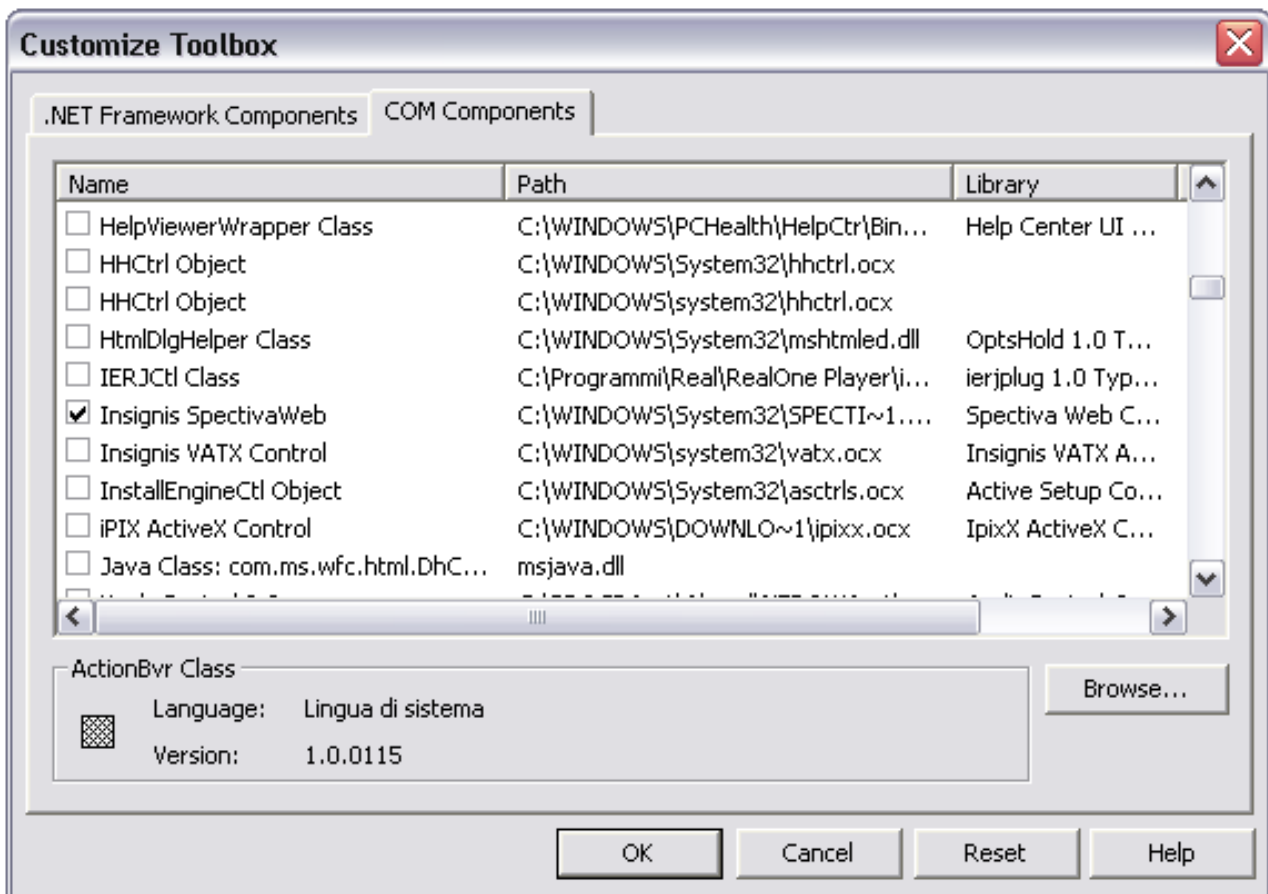 Customize Toolbox
.NET Framework Components COM Components
Name Path Library
HelpViewerWrapper Class C:\WINDOWS\PCHealth\HelpCtr\Bin... Help Center UI ...
HHCtrl Object C:\WINDOWS\System32\hhctrl.ocx
HHCtrl Object C:\WINDOWS\system32\hhctrl.ocx
HtmlDlgHelper Class C:\WINDOWS\System32\mshtmled.dll OptsHold 1.0 T...
IERJCtl Class C:\Programmi\Real\RealOne Player\i... ierjplug 1.0 Typ...
Insignis SpectivaWeb C:\WINDOWS\System32\SPECTI~1.... Spectiva Web C...
Insignis VATX Control C:\WINDOWS\system32\vatx.ocx Insignis VATX A...
InstallEngineCtl Object C:\WINDOWS\System32\asctrls.ocx Active Setup Co...
iPIX ActiveX Control C:\WINDOWS\DOWNLO~1\ipixx.ocx IpixX ActiveX C...
Java Class: com.ms.wfc.html.DhC... msjava.dll
ActionBvr Class
Language: Lingua di sistema
Version: 1.0.0115
Browse...
OK Cancel Reset Help